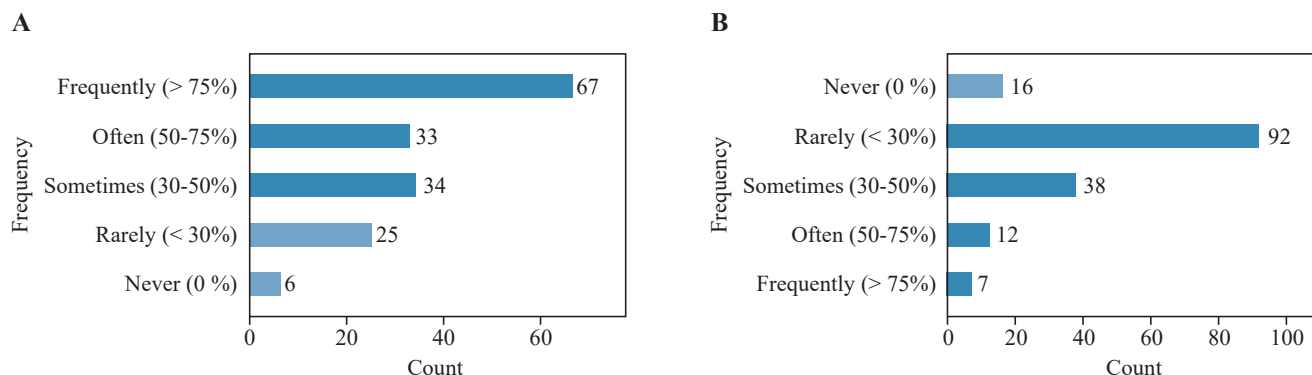 A
Frequency
Frequently (> 75%)
67
Often (50-75%)
33
Sometimes (30-50%)
34
Rarely (< 30%)
25
Never (0 %)
6
0 20 40 60
Count
B
Frequency
Never (0 %)
16
Rarely (< 30%)
92
Sometimes (30-50%)
38
Often (50-75%)
12
Frequently (> 75%)
7
0 20 40 60 80 100
Count